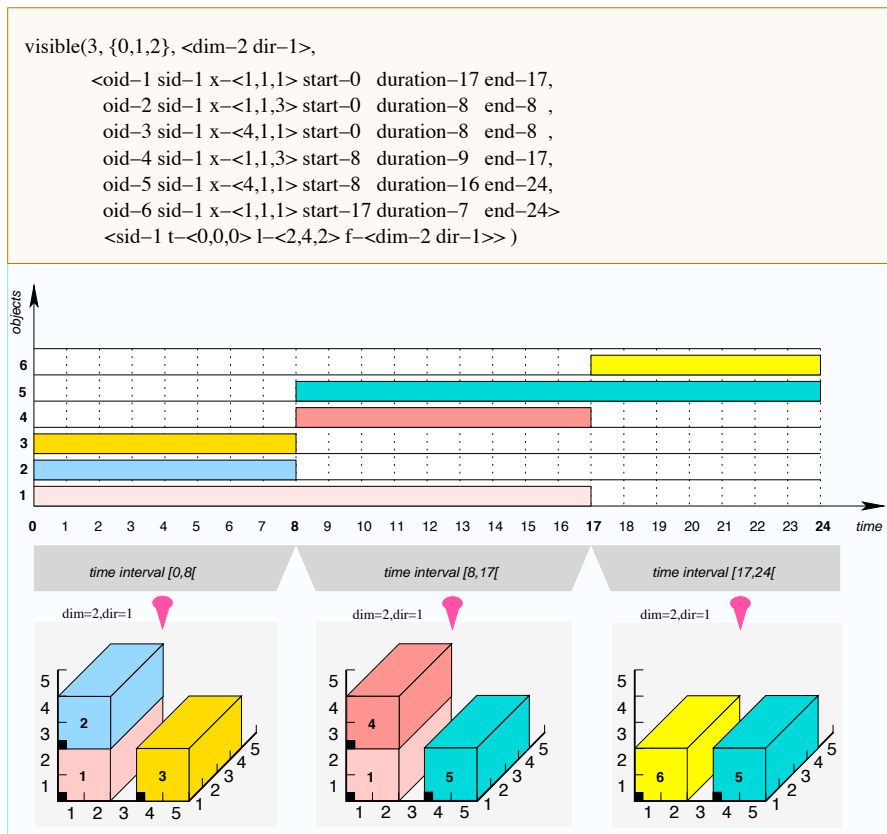 visible(3, {0,1,2}, <dim–2 dir–1>,
<oid–1 sid–1 x–<1,1,1> start–0 duration–17 end–17,
oid–2 sid–1 x–<1,1,3> start–0 duration–8 end–8 ,
oid–3 sid–1 x–<4,1,1> start–0 duration–8 end–8 ,
oid–4 sid–1 x–<1,1,3> start–8 duration–9 end–17,
oid–5 sid–1 x–<4,1,1> start–8 duration–16 end–24,
oid–6 sid–1 x–<1,1,1> start–17 duration–7 end–24>
<sid–1 t–<0,0,0> l–<2,4,2> f–<dim–2 dir–1>> )
objects
6
5
4
3
2
1
0 1 2 3 4 5 6 7 8 9 10 11 12 13 14 15 16 17 18 19 20 21 22 23 24 time
time interval [0,8[ time interval [8,17[ time interval [17,24[
dim=2,dir=1 dim=2,dir=1 dim=2,dir=1
5
4
3
2
1
2
1
3
1 2 3 4 5
1 2 3 4 5
5
4
3
2
1
4
1
5
1 2 3 4 5
1 2 3 4 5
5
4
3
2
1
6
5
1 2 3 4 5
1 2 3 4 5